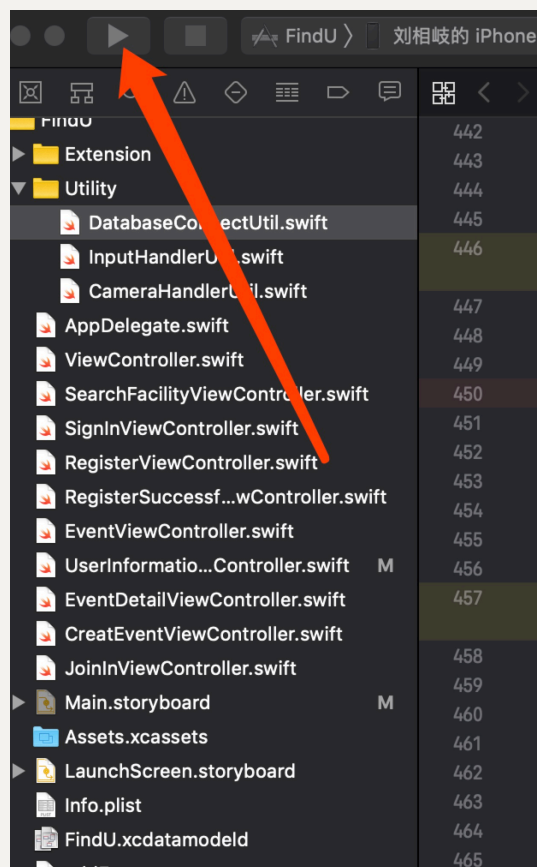 FindU 〉 刘相岐的 iPhone
FindU
Extension
Utility
DatabaseConnectUtil.swift
InputHandlerUtil.swift
CameraHandlerUtil.swift
AppDelegate.swift
ViewController.swift
SearchFacilityViewController.swift
SignInViewController.swift
RegisterViewController.swift
RegisterSuccessf...wController.swift
EventViewController.swift
UserInformatio...Controller.swift M
EventDetailViewController.swift
CreatEventViewController.swift
JoinInViewController.swift
Main.storyboard M
Assets.xcassets
LaunchScreen.storyboard
Info.plist
FindU.xcdatamodeld
442
443
444
445
446
447
448
449
450
451
452
453
454
455
456
457
458
459
460
461
462
463
464
465